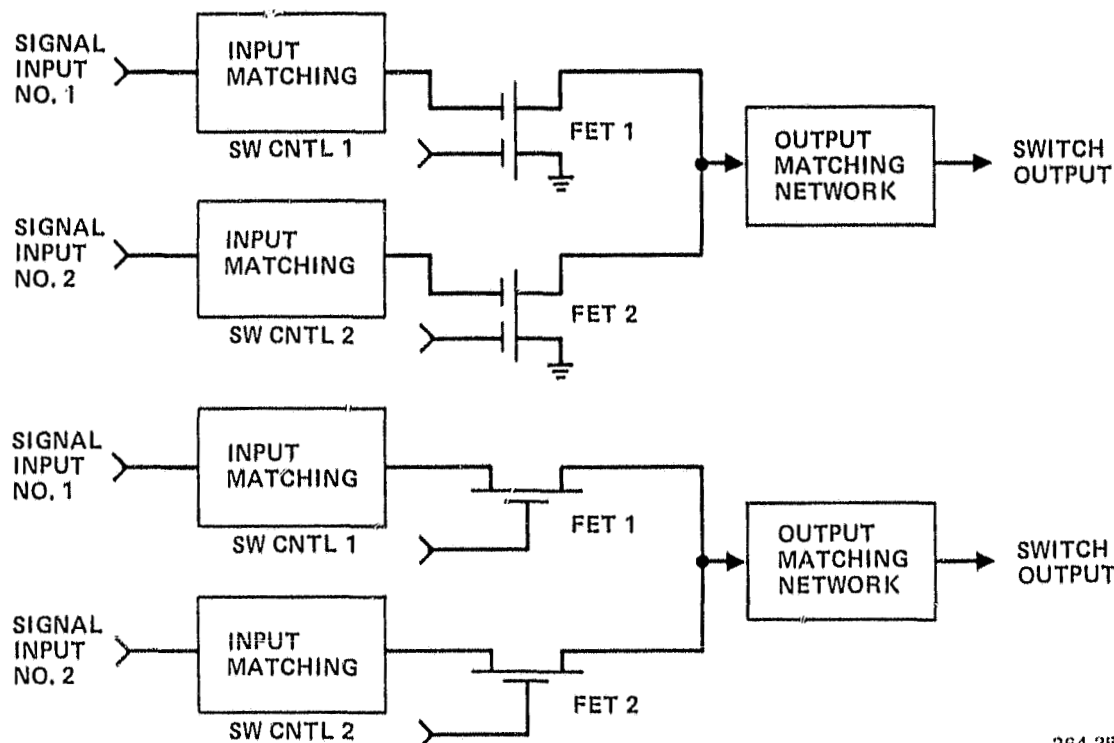 SIGNAL
INPUT
NO. 1
INPUT
MATCHING
SW CNTL 1
FET 1
OUTPUT
MATCHING
NETWORK
SWITCH
OUTPUT
SIGNAL
INPUT
NO. 2
INPUT
MATCHING
SW CNTL 2
FET 2
SIGNAL
INPUT
NO. 1
INPUT
MATCHING
SW CNTL 1
FET 1
OUTPUT
MATCHING
NETWORK
SWITCH
OUTPUT
SIGNAL
INPUT
NO. 2
INPUT
MATCHING
SW CNTL 2
FET 2